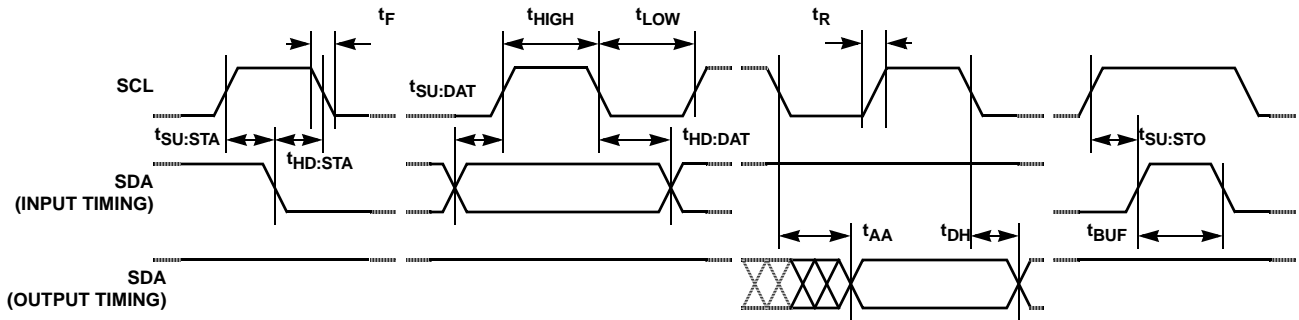 tF
tHIGH
tLOW
tR
SCL
tSU:DAT
tSU:STA
tHD:STA
tHD:DAT
tSU:STO
SDA
(INPUT TIMING)
tAA
tDH
tBUF
SDA
(OUTPUT TIMING)